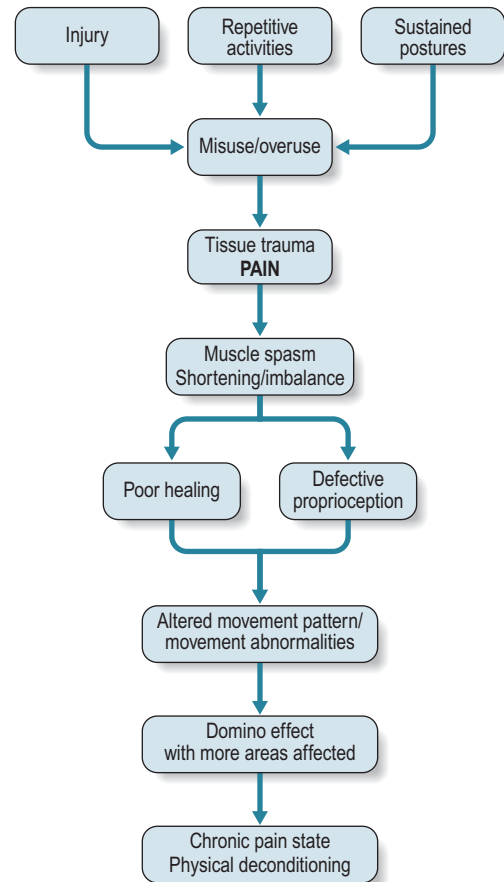 Injury
Repetitive
activities
Sustained
postures
Misuse/overuse
Tissue trauma
PAIN
Muscle spasm
Shortening/imbalance
Poor healing
Defective
proprioception
Altered movement pattern/
movement abnormalities
Domino effect
with more areas affected
Chronic pain state
Physical deconditioning